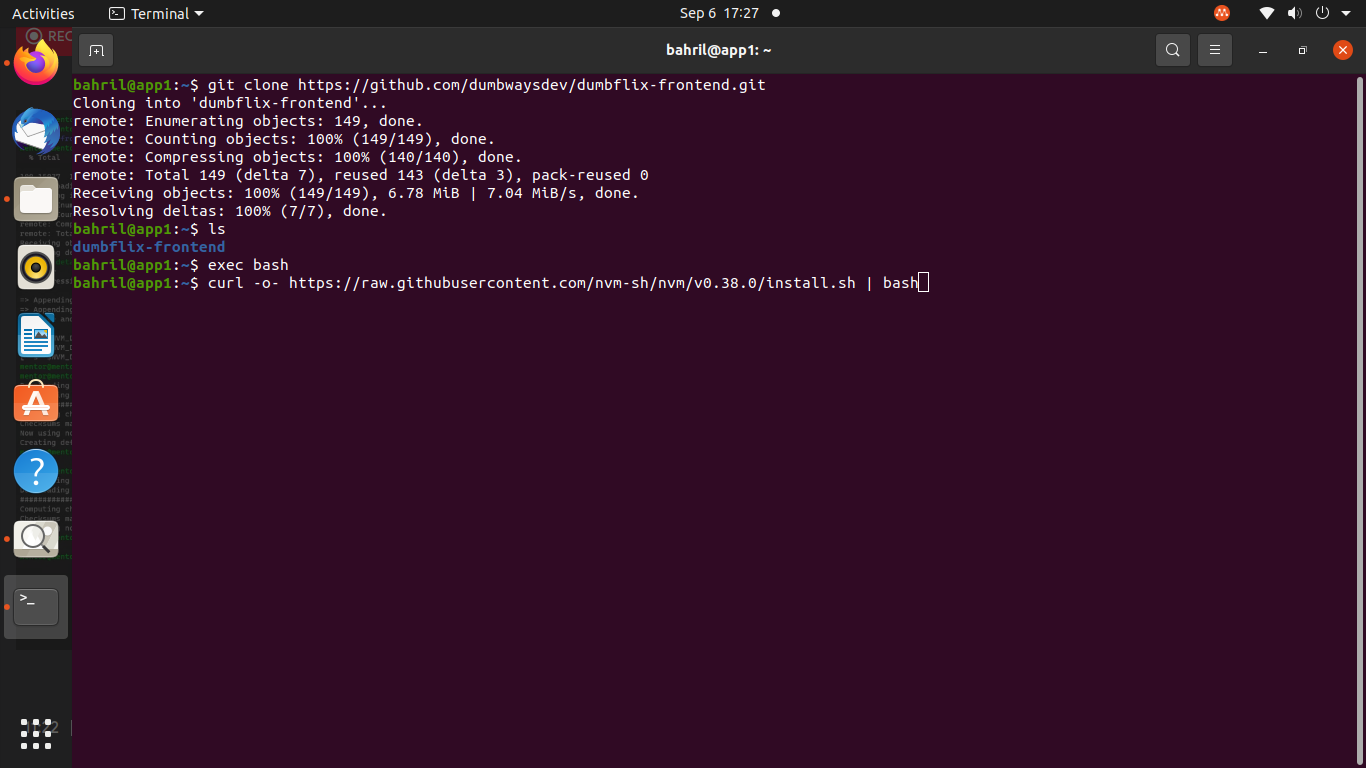 Activities
Terminal
Sep 6 17:27
REC
bahril@app1: ~
bahril@app1:~$ git clone https://github.com/dumbwaysdev/dumbflix-frontend.git
Cloning into 'dumbflix-frontend'...
remote: Enumerating objects: 149, done.
remote: Counting objects: 100% (149/149), done.
remote: Compressing objects: 100% (140/140), done.
remote: Total 149 (delta 7), reused 143 (delta 3), pack-reused 0
Receiving objects: 100% (149/149), 6.78 MiB | 7.04 MiB/s, done.
Resolving deltas: 100% (7/7), done.
bahril@app1:~$ ls
dumbflix-frontend
bahril@app1:~$ exec bash
bahril@app1:~$ curl -o- https://raw.githubusercontent.com/nvm-sh/nvm/v0.38.0/install.sh | bash
% Total